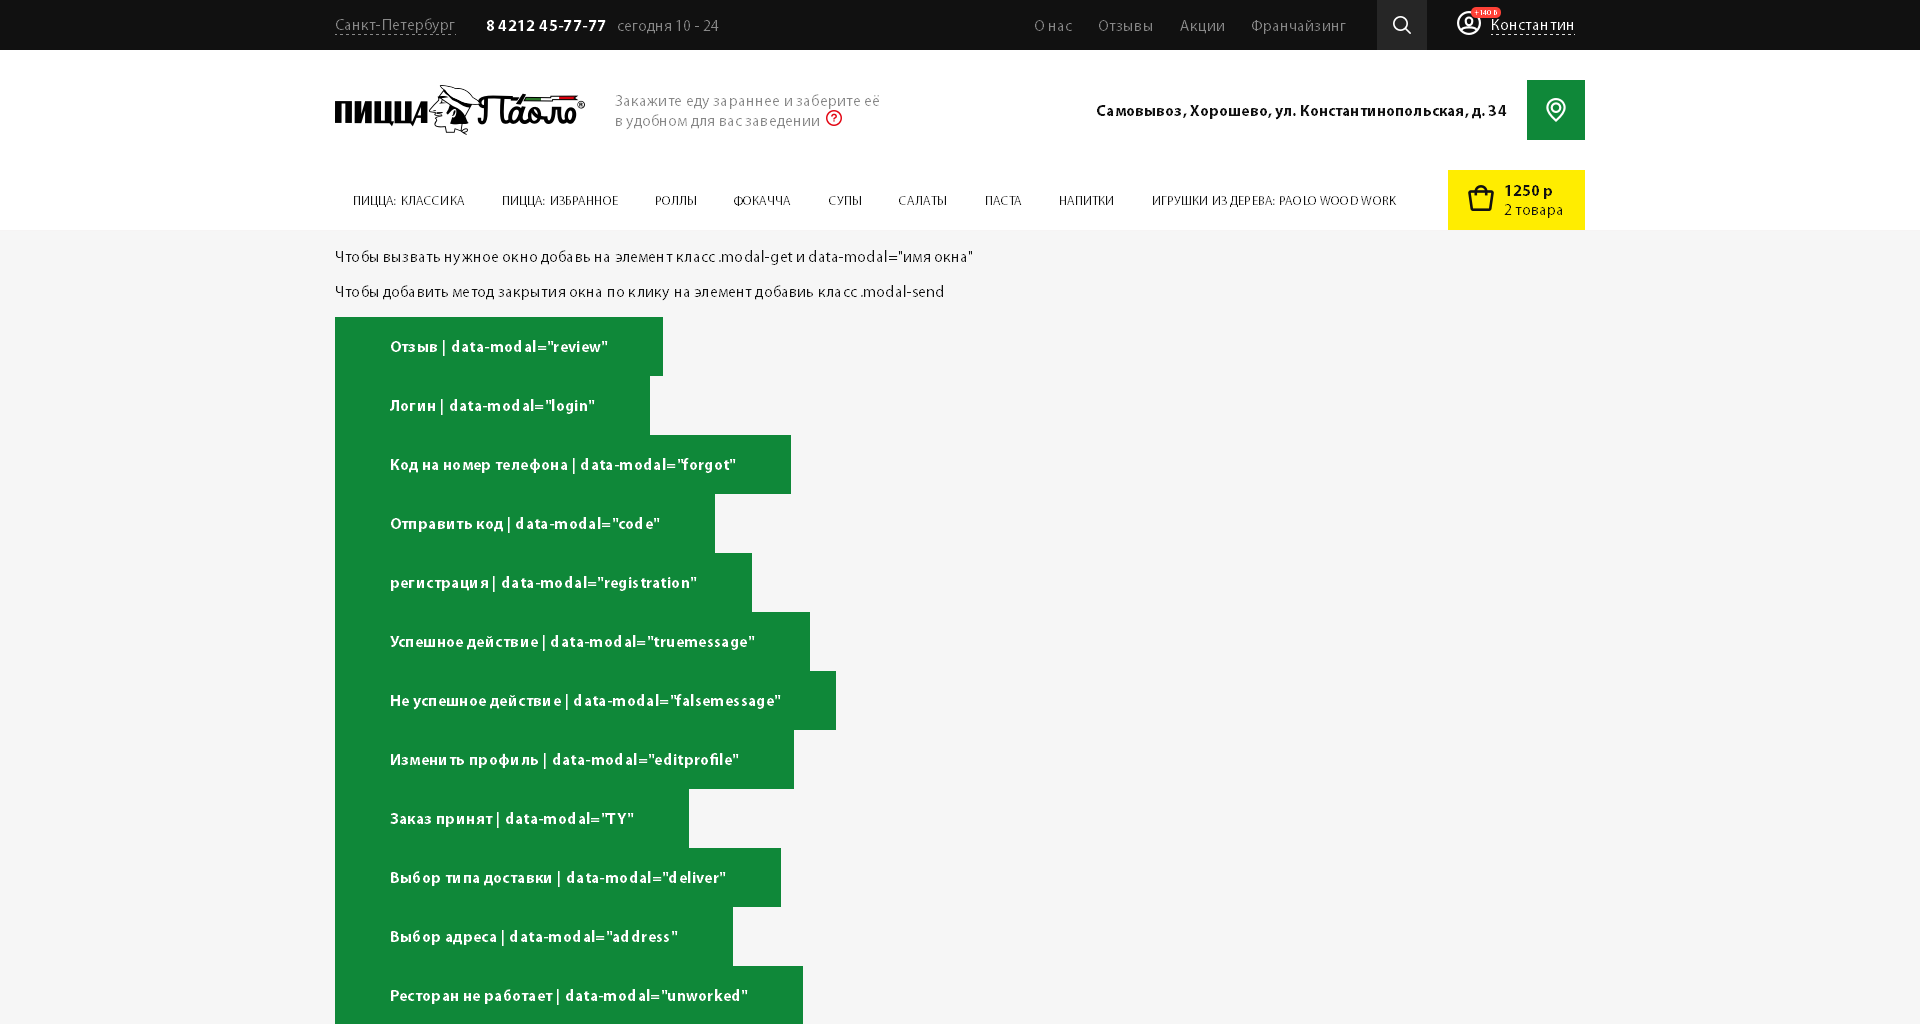 Санкт-Петербург 8 4212 45-77-77 сегодня 10 - 24 О нас Отзывы Акции Франчайзинг +140 Б Константин
ПИЦЦА Паоло ®
Закажите еду зараннее и заберите её
в удобном для вас заведении ?
Самовывоз, Хорошево, ул. Константинопольская, д. 34
ПИЦЦА: КЛАССИКА ПИЦЦА: ИЗБРАННОЕ РОЛЛЫ ФОКАЧЧА СУПЫ САЛАТЫ ПАСТА НАПИТКИ ИГРУШКИ ИЗ ДЕРЕВА: PAOLO WOOD WORK
1250 р
2 товара
Чтобы вызвать нужное окно добавь на элемент класс .modal-get и data-modal="имя окна"
Чтобы добавить метод закрытия окна по клику на элемент добавиь класс .modal-send
Отзыв | data-modal="review"
Логин | data-modal="login"
Код на номер телефона | data-modal="forgot"
Отправить код | data-modal="code"
регистрация | data-modal="registration"
Успешное действие | data-modal="truemessage"
Не успешное действие | data-modal="falsemessage"
Изменить профиль | data-modal="editprofile"
Заказ принят | data-modal="TY"
Выбор типа доставки | data-modal="deliver"
Выбор адреса | data-modal="address"
Ресторан не работает | data-modal="unworked"